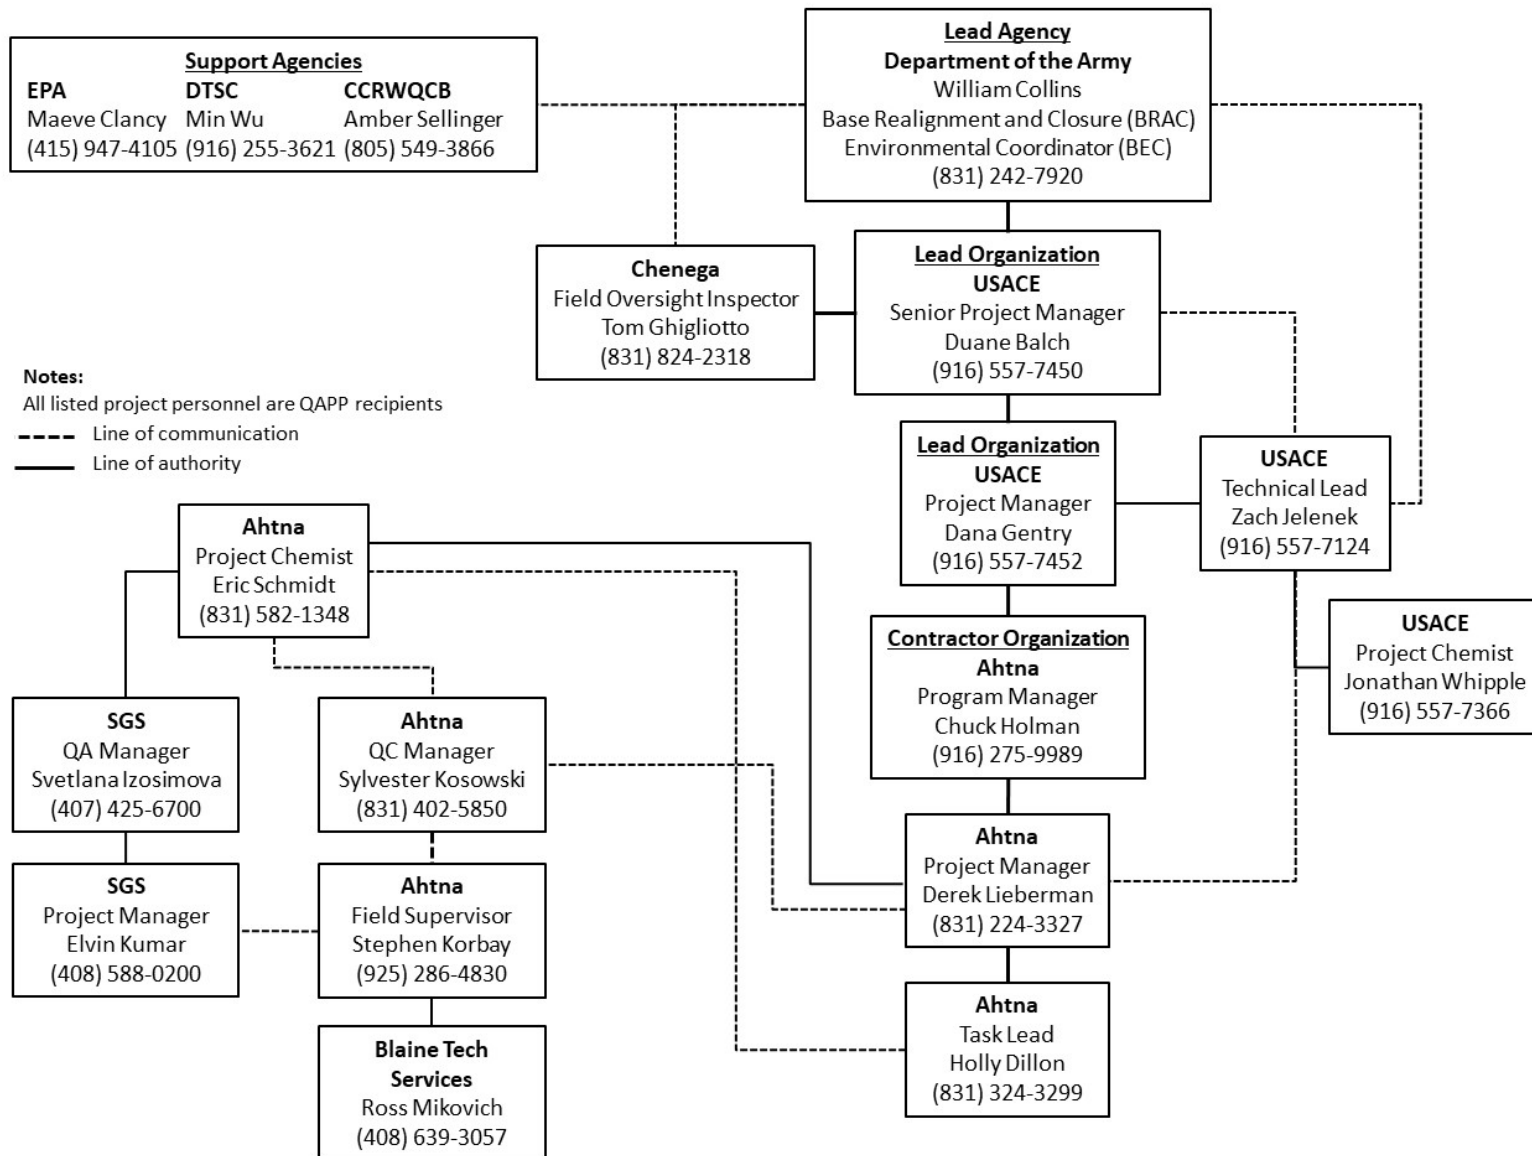 Support Agencies
EPA DTSC CCRWQCB
Maeve Clancy Min Wu Amber Sellinger
(415) 947-4105 (916) 255-3621 (805) 549-3866
Lead Agency
Department of the Army
William Collins
Base Realignment and Closure (BRAC)
Environmental Coordinator (BEC)
(831) 242-7920
Chenega
Field Oversight Inspector
Tom Ghigliotto
(831) 824-2318
Lead Organization
USACE
Senior Project Manager
Duane Balch
(916) 557-7450
Notes:
All listed project personnel are QAPP recipients
Line of communication
Line of authority
Lead Organization
USACE
Project Manager
Dana Gentry
(916) 557-7452
USACE
Technical Lead
Zach Jelenek
(916) 557-7124
Ahtna
Project Chemist
Eric Schmidt
(831) 582-1348
USACE
Project Chemist
Jonathan Whipple
(916) 557-7366
Contractor Organization
Ahtna
Program Manager
Chuck Holman
(916) 275-9989
SGS
QA Manager
Svetlana Izosimova
(407) 425-6700
Ahtna
QC Manager
Sylvester Kosowski
(831) 402-5850
Ahtna
Project Manager
Derek Lieberman
(831) 224-3327
SGS
Project Manager
Elvin Kumar
(408) 588-0200
Ahtna
Field Supervisor
Stephen Korbay
(925) 286-4830
Ahtna
Task Lead
Holly Dillon
(831) 324-3299
Blaine Tech
Services
Ross Mikovich
(408) 639-3057